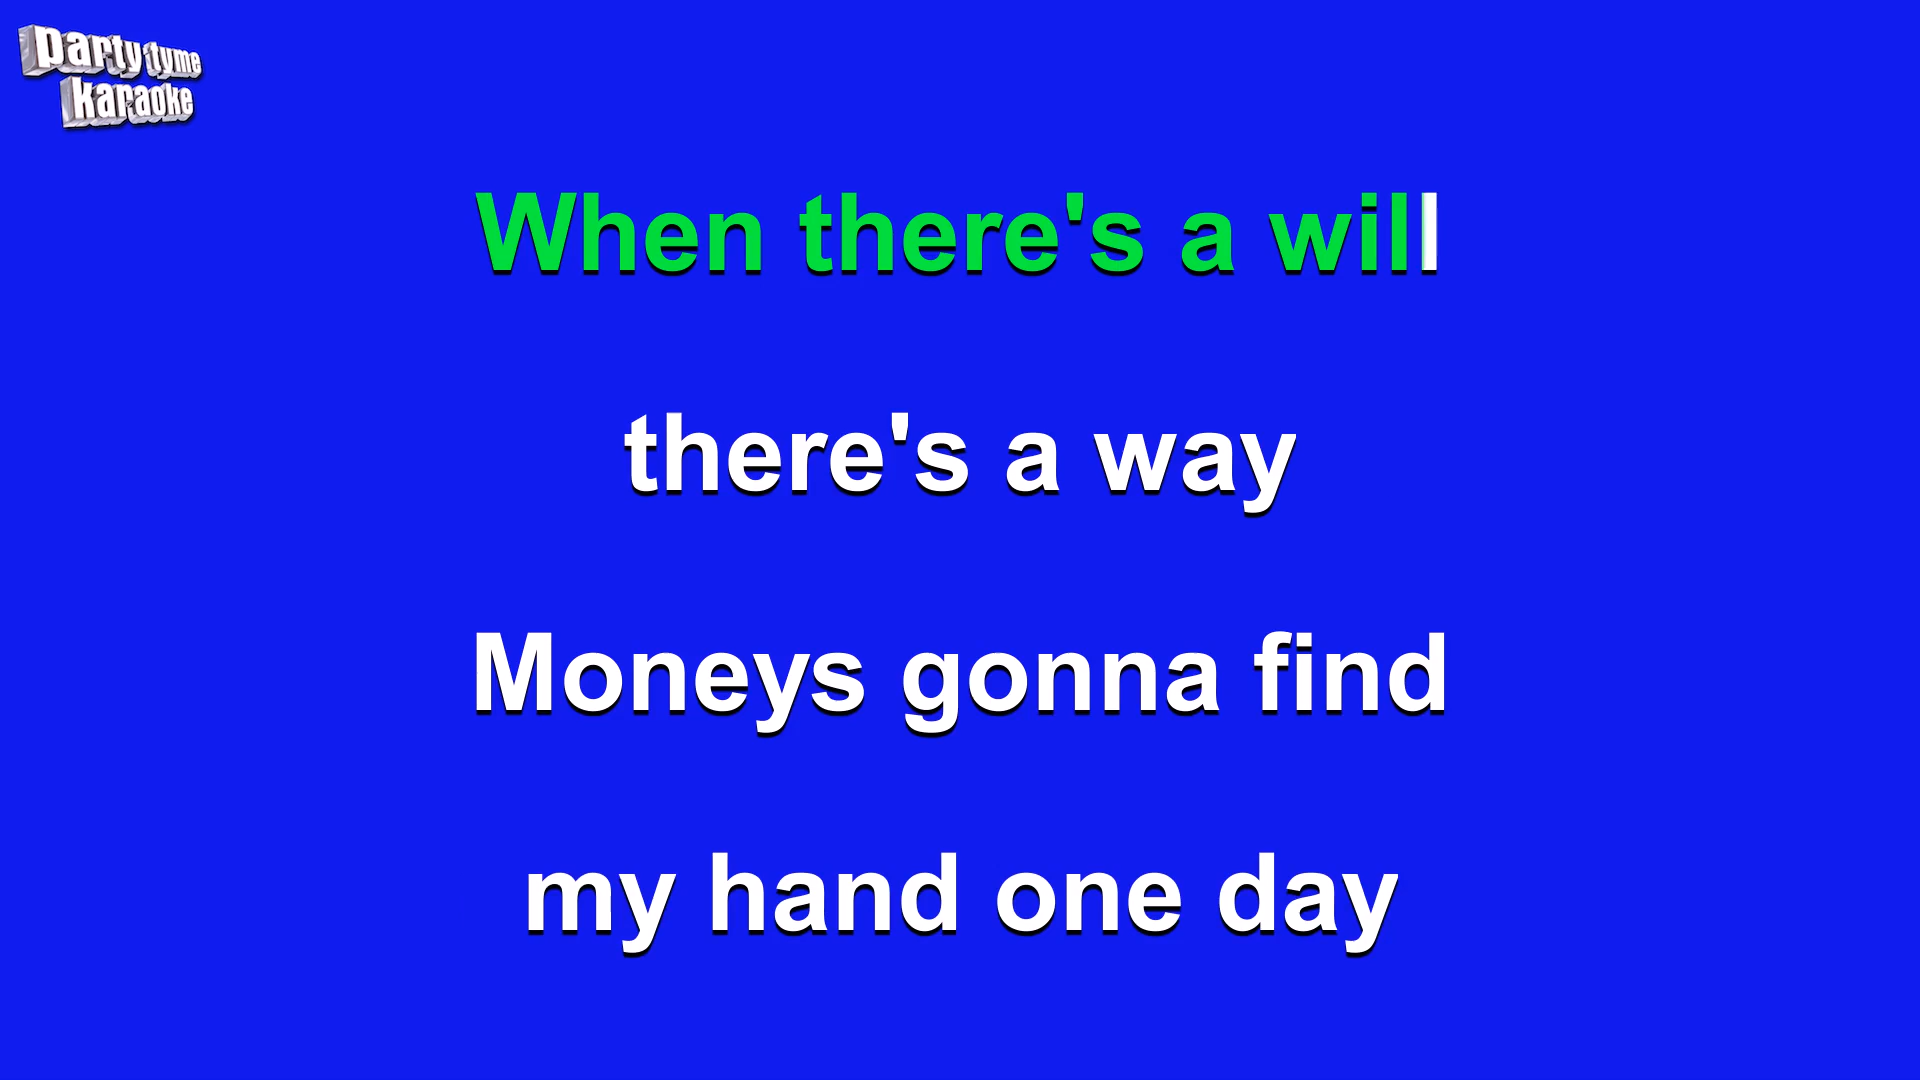 party tyme
karaoke
When there's a will
there's a way
Moneys gonna find
my hand one day